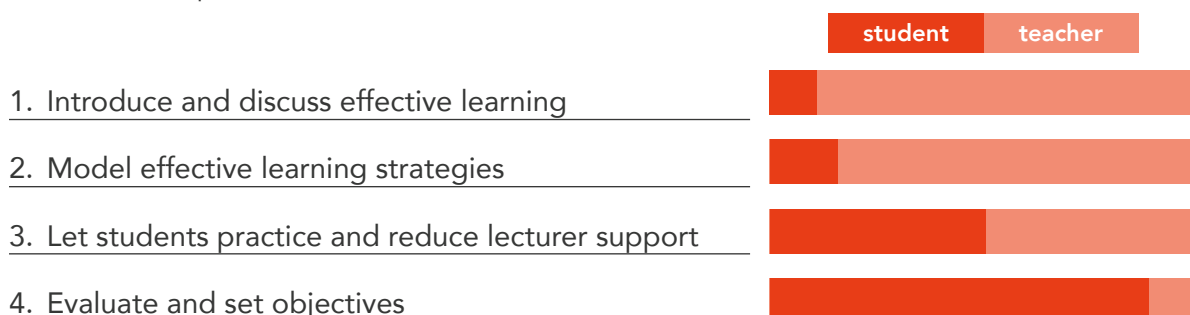 student teacher
1. Introduce and discuss effective learning
2. Model effective learning strategies
3. Let students practice and reduce lecturer support
4. Evaluate and set objectives